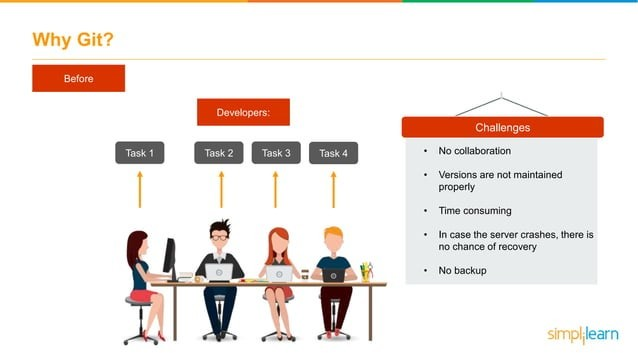 Why Git?
Before
Developers:
Task 1
Task 2
Task 3
Task 4
Challenges
• No collaboration
• Versions are not maintained
properly
• Time consuming
• In case the server crashes, there is
no chance of recovery
• No backup
simplilearn